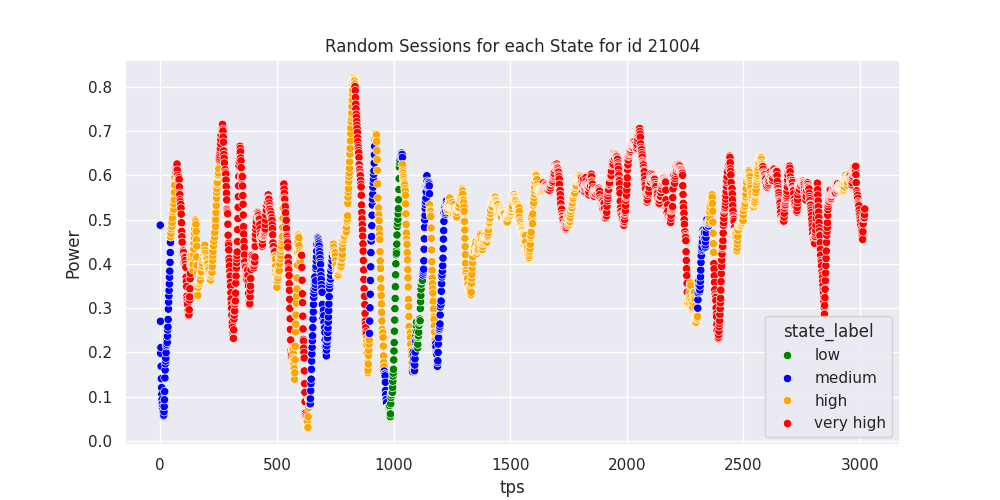 Random Sessions for each State for id 21004
Power
0.8
0.7
0.6
0.5
0.4
0.3
0.2
0.1
0.0
state_label
low
medium
high
very high
0 500 1000 1500 2000 2500 3000
tps